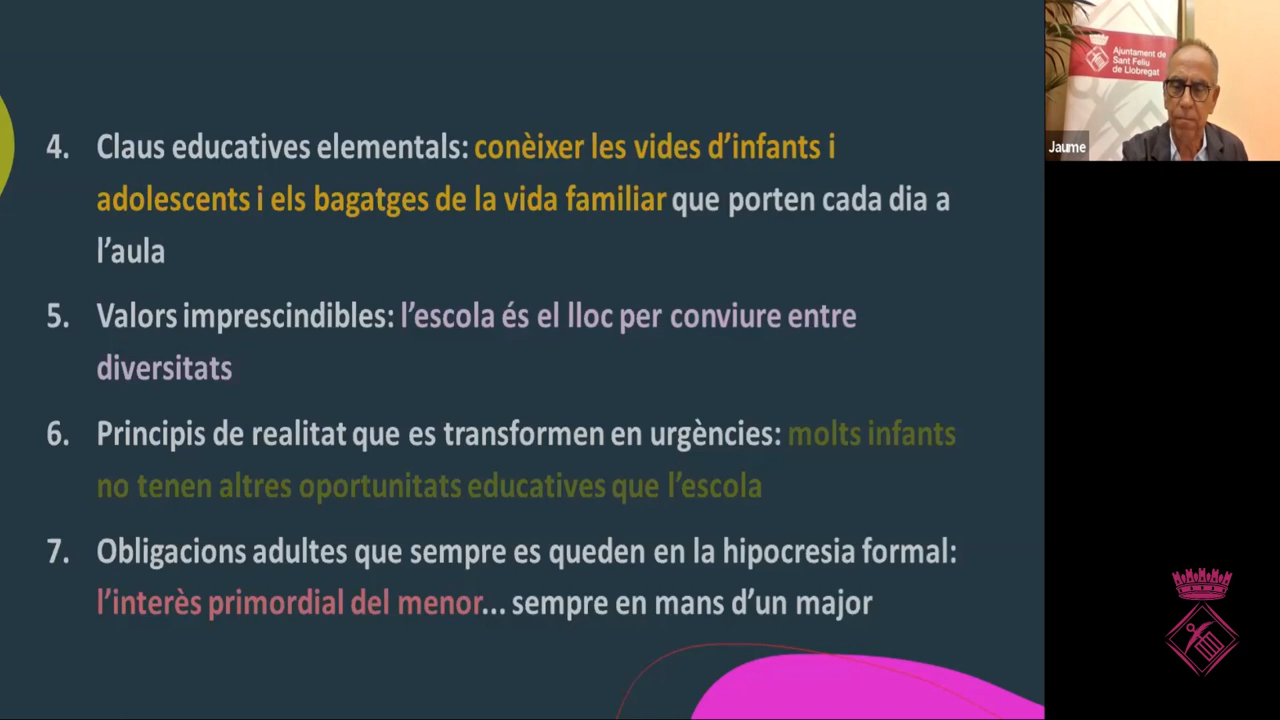 4. Claus educatives elementals: conèixer les vides d’infants i
adolescents i els bagatges de la vida familiar que porten cada dia a
l’aula
5. Valors imprescindibles: l’escola és el lloc per conviure entre
diversitats
6. Principis de realitat que es transformen en urgències: molts infants
no tenen altres oportunitats educatives que l’escola
7. Obligacions adultes que sempre es queden en la hipocresia formal:
l’interès primordial del menor... sempre en mans d’un major
Ajuntament de
Sant Feliu
de Llobregat
Jaume